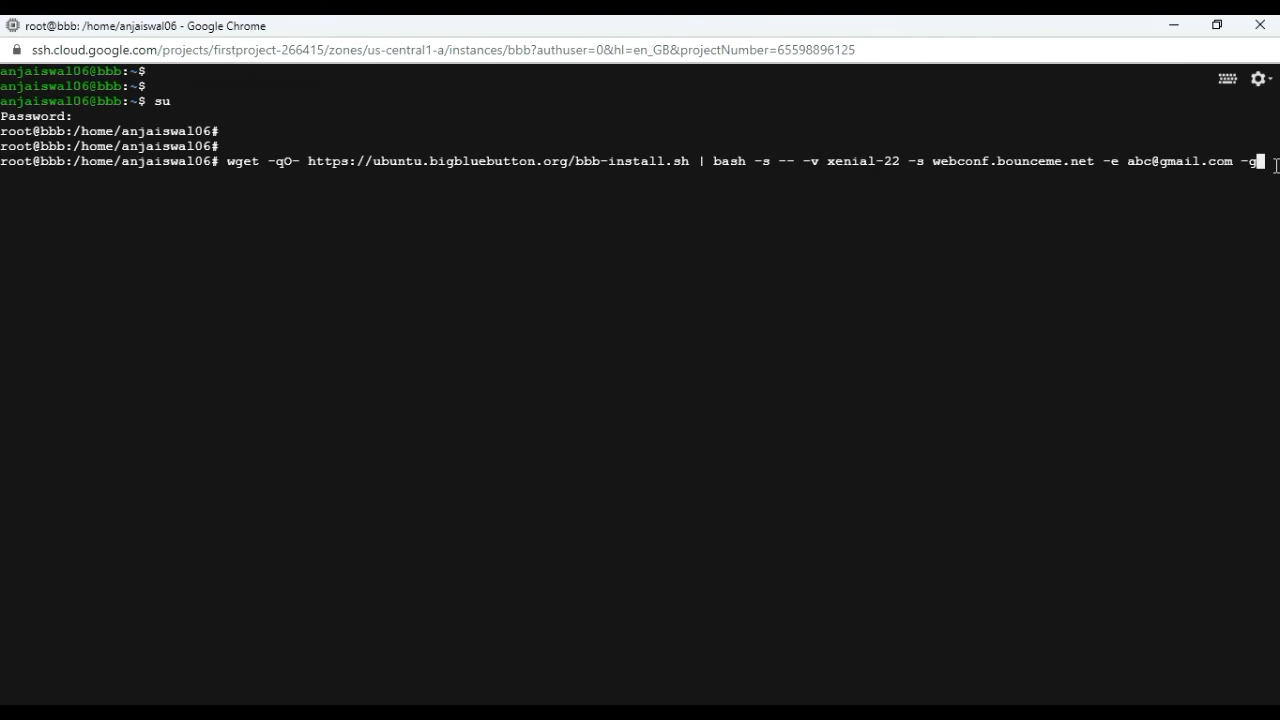 root@bbb: /home/anjaiswal06 - Google Chrome
ssh.cloud.google.com/projects/firstproject-266415/zones/us-central1-a/instances/bbb?authuser=0&hl=en_GB&projectNumber=65598896125
anjaiswal06@bbb:~$
anjaiswal06@bbb:~$
anjaiswal06@bbb:~$ su
Password:
root@bbb:/home/anjaiswal06#
root@bbb:/home/anjaiswal06#
root@bbb:/home/anjaiswal06# wget -qO- https://ubuntu.bigbluebutton.org/bbb-install.sh | bash -s -- -v xenial-22 -s webconf.bounceme.net -e abc@gmail.com -g